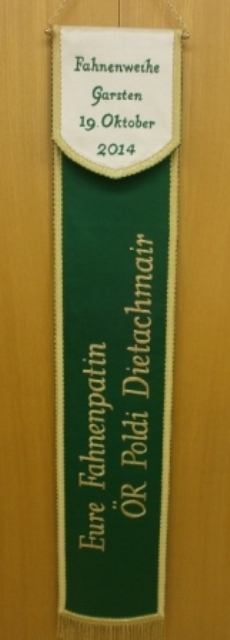 Fahnenweihe
Garsten
19. Oktober
2014
Eure Fahnenpatin
ÖR Poldi Dietachmair